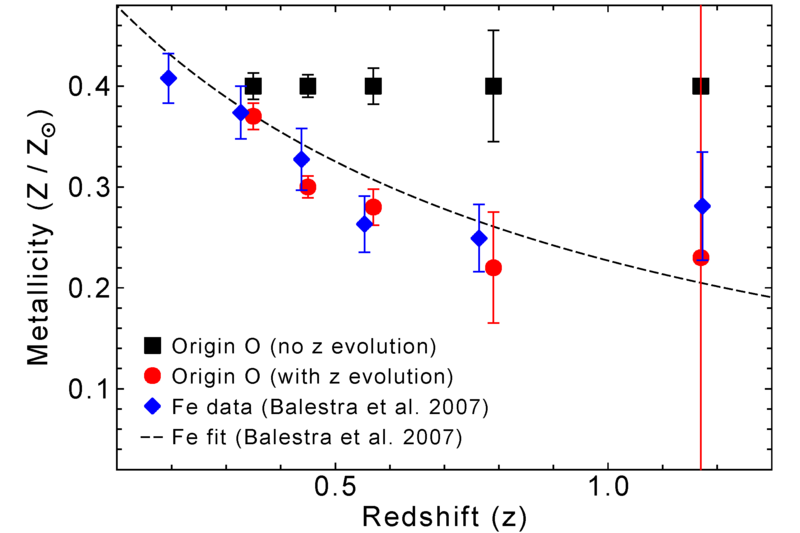 Metallicity (Z / Z⊙)
0.4
0.3
0.2
0.1
Origin O (no z evolution)
Origin O (with z evolution)
Fe data (Balestra et al. 2007)
Fe fit (Balestra et al. 2007)
0.5
1.0
Redshift (z)